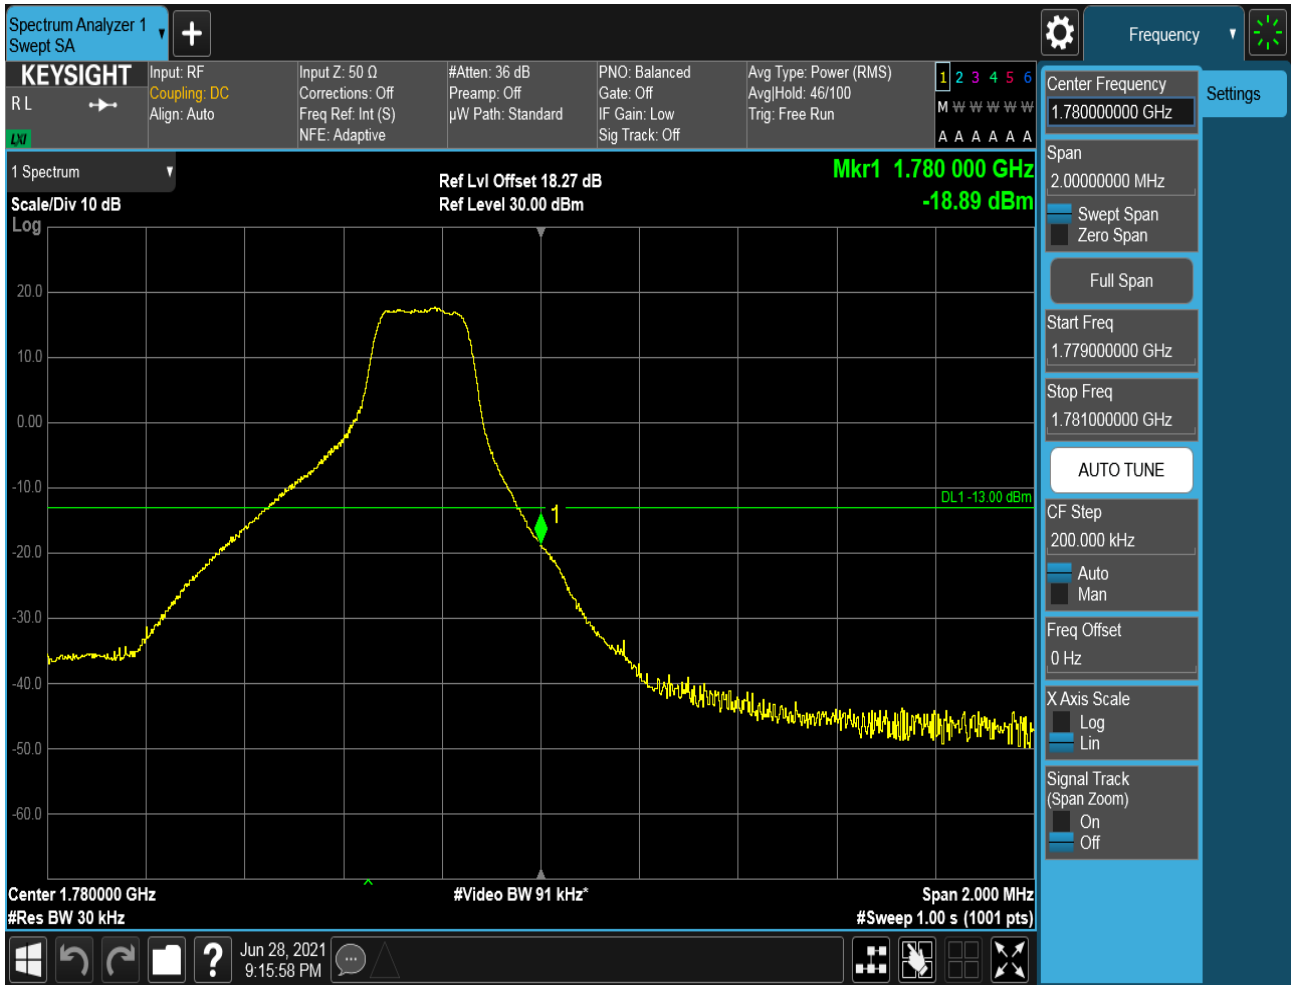 Spectrum Analyzer 1
Swept SA
Frequency
KEYSIGHT
R L
LXI
Input: RF
Coupling: DC
Align: Auto
Input Z: 50 Ω
Corrections: Off
Freq Ref: Int (S)
NFE: Adaptive
#Atten: 36 dB
Preamp: Off
µW Path: Standard
PNO: Balanced
Gate: Off
IF Gain: Low
Sig Track: Off
Avg Type: Power (RMS)
Avg|Hold: 46/100
Trig: Free Run
1 2 3 4 5 6
M W W W W W
A A A A A A
1 Spectrum
Scale/Div 10 dB
Log
Ref Lvl Offset 18.27 dB
Ref Level 30.00 dBm
Mkr1 1.780 000 GHz
-18.89 dBm
20.0
10.0
0.00
-10.0
-20.0
-30.0
-40.0
-50.0
-60.0
DL1 -13.00 dBm
1
Center 1.780000 GHz
#Res BW 30 kHz
#Video BW 91 kHz*
Span 2.000 MHz
#Sweep 1.00 s (1001 pts)
?
Jun 28, 2021
9:15:58 PM
Center Frequency
1.780000000 GHz
Settings
Span
2.00000000 MHz
Swept Span
Zero Span
Full Span
Start Freq
1.779000000 GHz
Stop Freq
1.781000000 GHz
AUTO TUNE
CF Step
200.000 kHz
Auto
Man
Freq Offset
0 Hz
X Axis Scale
Log
Lin
Signal Track
(Span Zoom)
On
Off